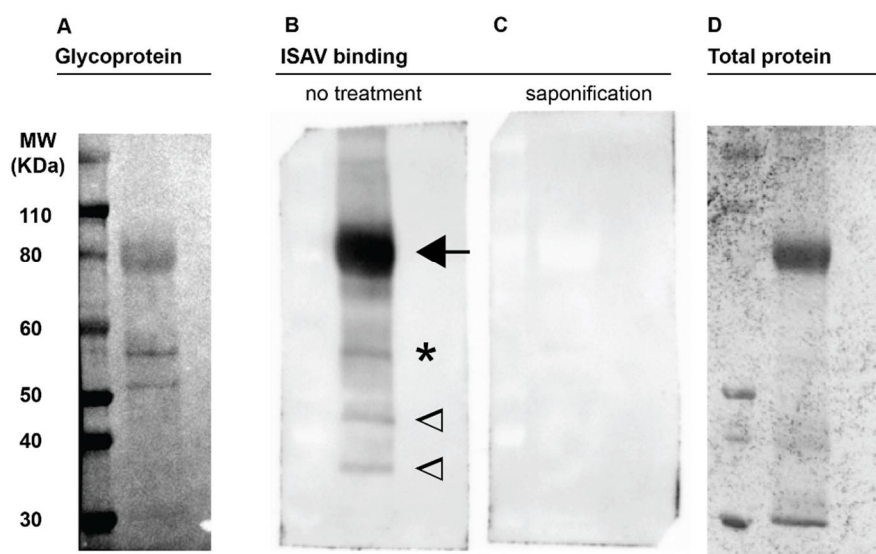 A
Glycoprotein
B
C
ISAV binding
no treatment
saponification
D
Total protein
MW
(KDa)
110
80
60
50
40
30
*